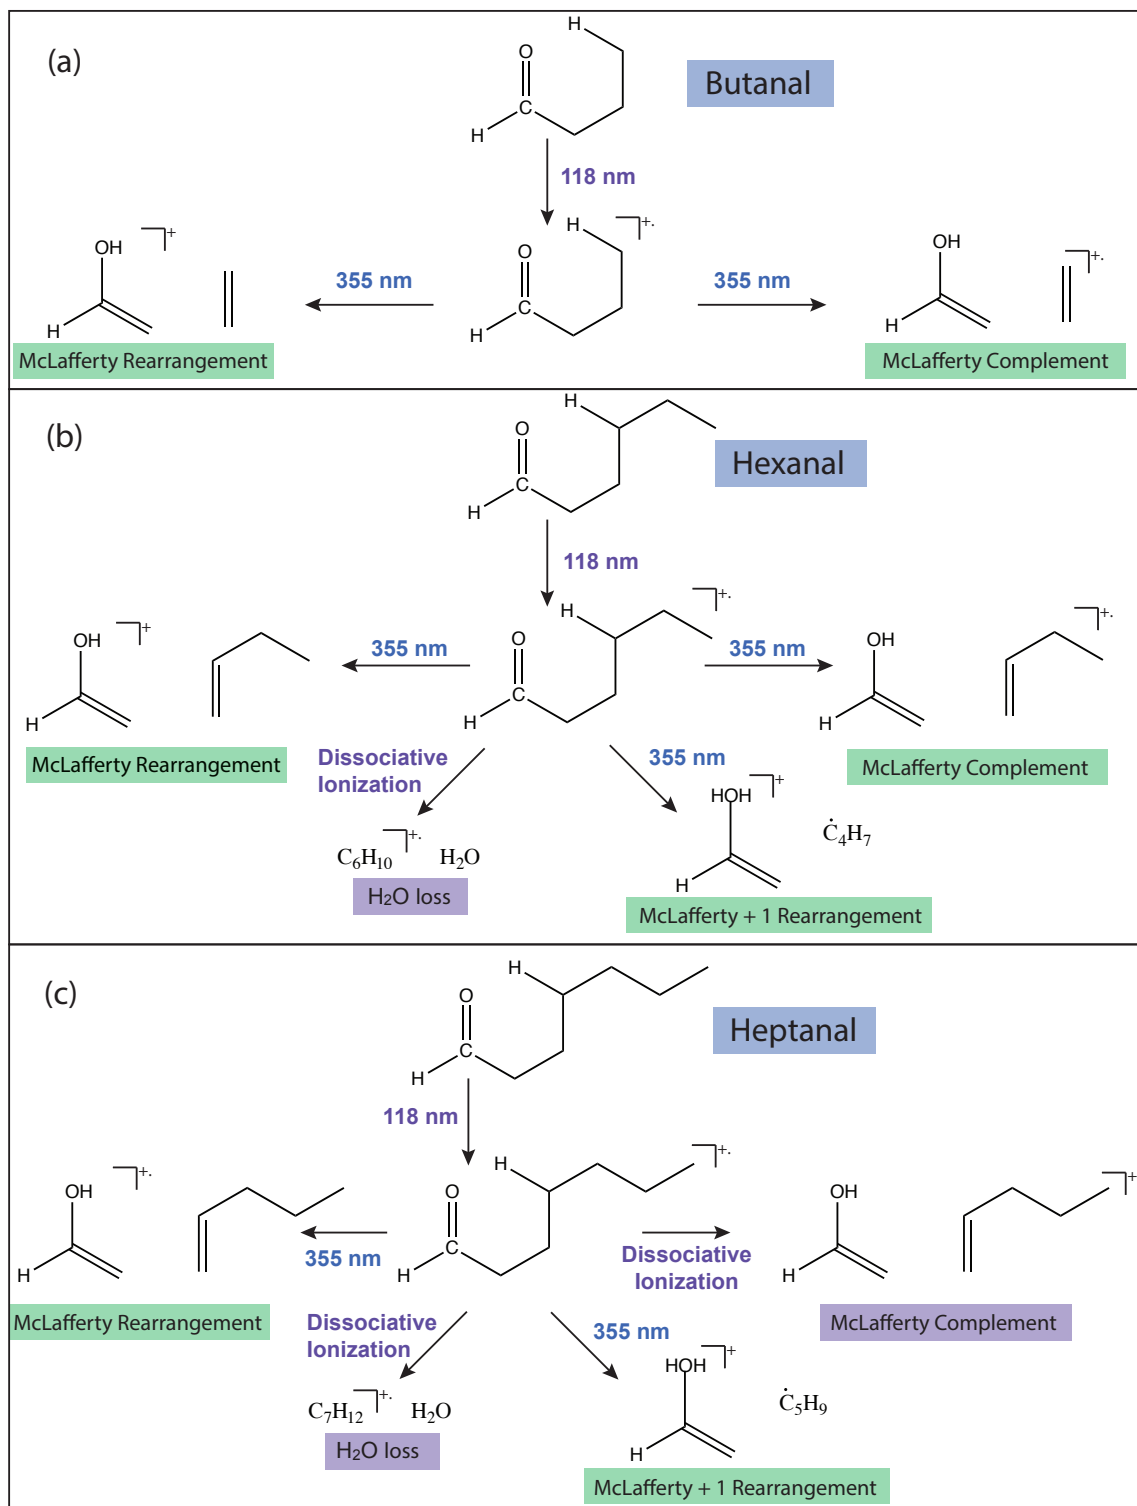 (a)
H
O
C
H
Butanal
118 nm
H
+.
O
C
H
355 nm
355 nm
OH
+
H
McLafferty Rearrangement
OH
+.
H
McLafferty Complement
(b)
H
O
C
H
Hexanal
118 nm
H
+.
O
C
H
355 nm
355 nm
OH
+
H
McLafferty Rearrangement
OH
+.
H
McLafferty Complement
Dissociative
Ionization
355 nm
C6H10
+.
H2O
H2O loss
HOH
+
H
Ċ4H7
McLafferty + 1 Rearrangement
(c)
H
O
C
H
Heptanal
118 nm
H
+.
O
C
H
355 nm
Dissociative
Ionization
OH
+.
H
McLafferty Rearrangement
OH
+
H
McLafferty Complement
Dissociative
Ionization
355 nm
C7H12
+.
H2O
H2O loss
HOH
+
H
Ċ5H9
McLafferty + 1 Rearrangement